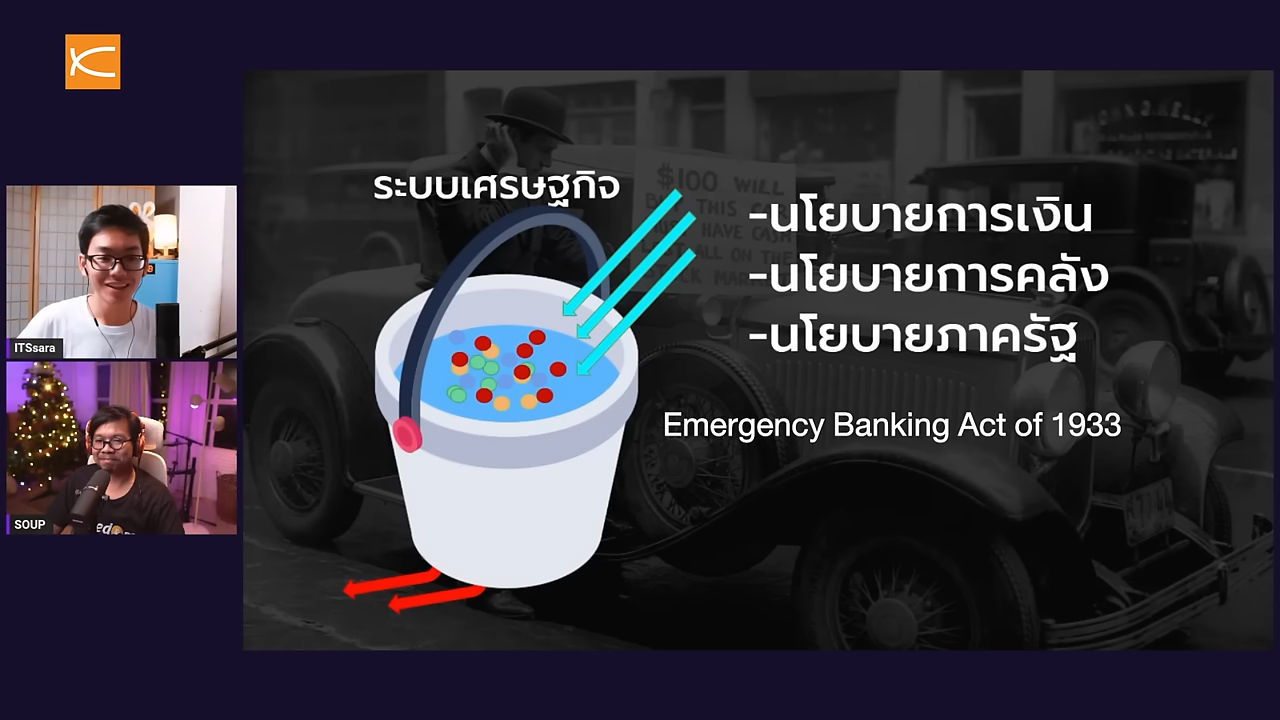 ระบบเศรษฐกิจ
$100 WILL
-นโยบายการเงิน
-นโยบายการคลัง
-นโยบายภาครัฐ
Emergency Banking Act of 1933
ITSsara
SOUP